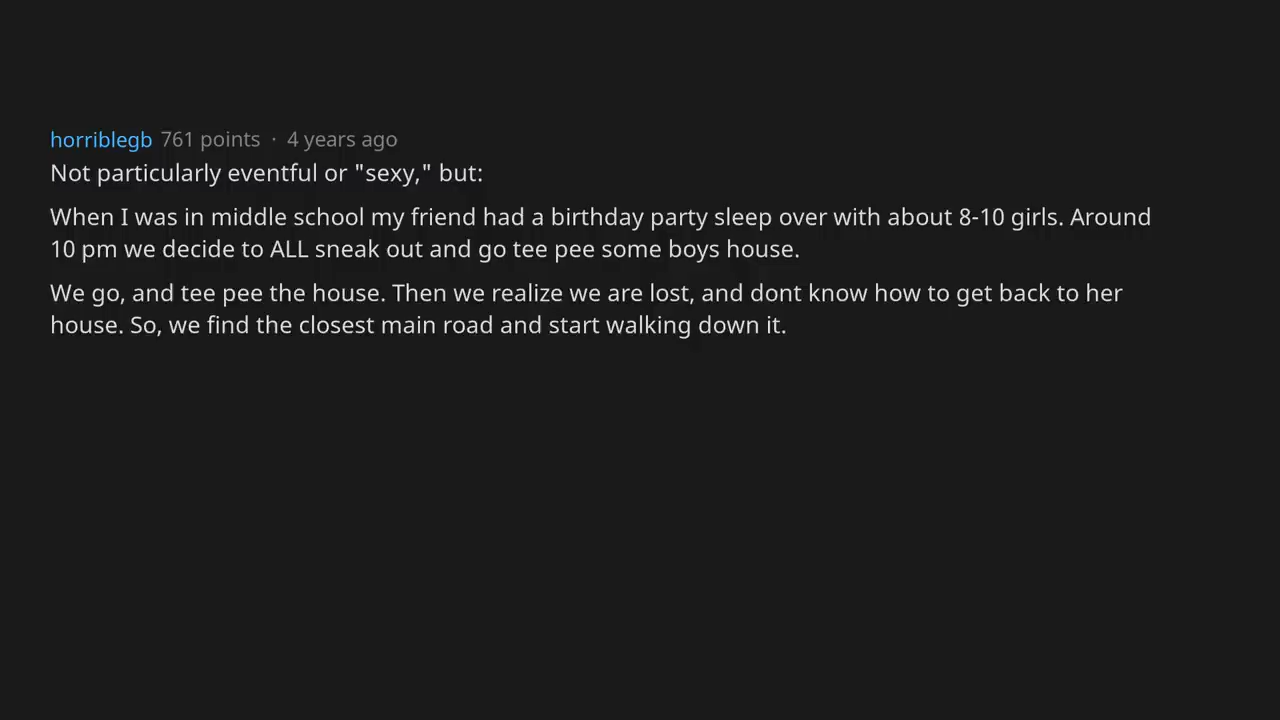 horriblegb 761 points · 4 years ago
Not particularly eventful or "sexy," but:
When I was in middle school my friend had a birthday party sleep over with about 8-10 girls. Around
10 pm we decide to ALL sneak out and go tee pee some boys house.
We go, and tee pee the house. Then we realize we are lost, and dont know how to get back to her
house. So, we find the closest main road and start walking down it.